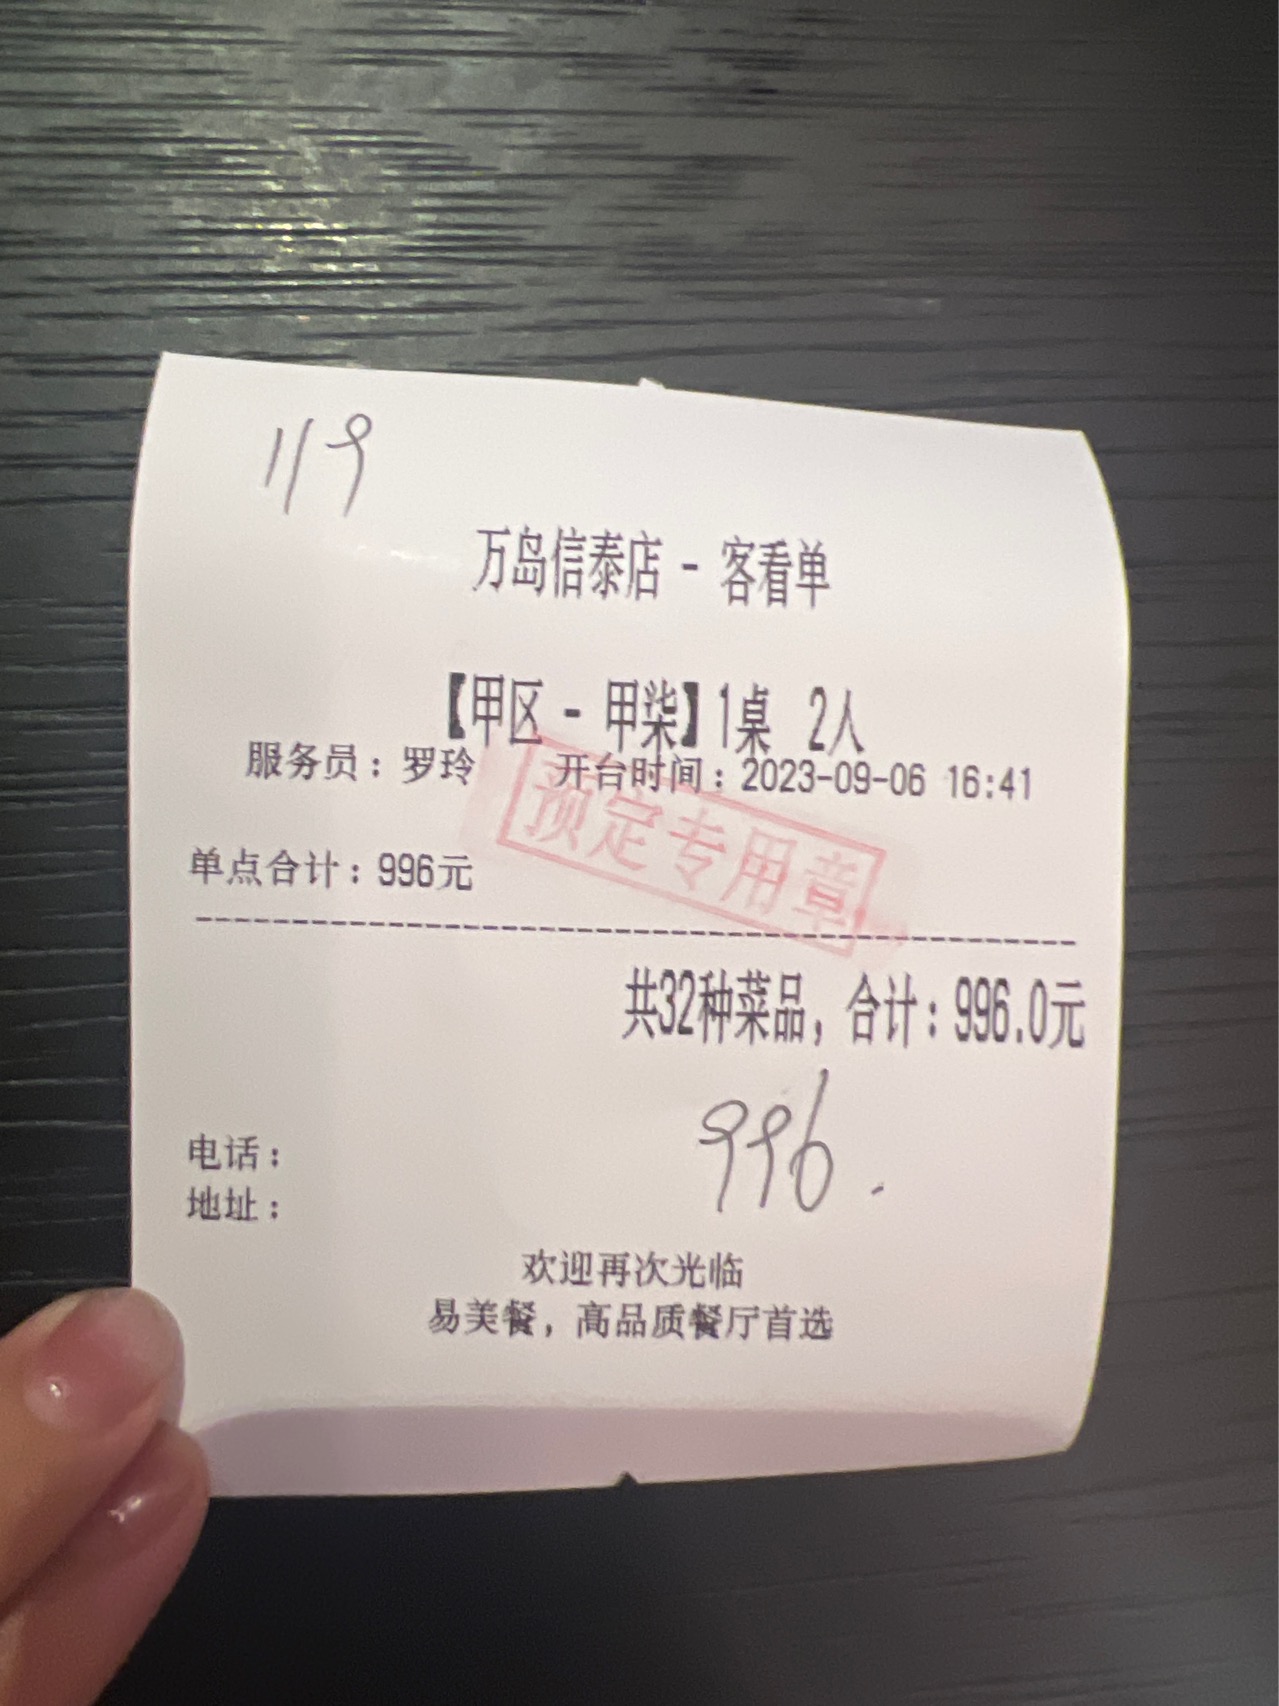 119
万岛信泰店 - 客看单
【甲区 - 甲柒】1桌 2人
服务员：罗玲 开台时间：2023-09-06 16:41
预定专用章
单点合计：996元
--------------------------------
共32种菜品，合计：996.0元
996.
电话：
地址：
欢迎再次光临
易美餐，高品质餐厅首选